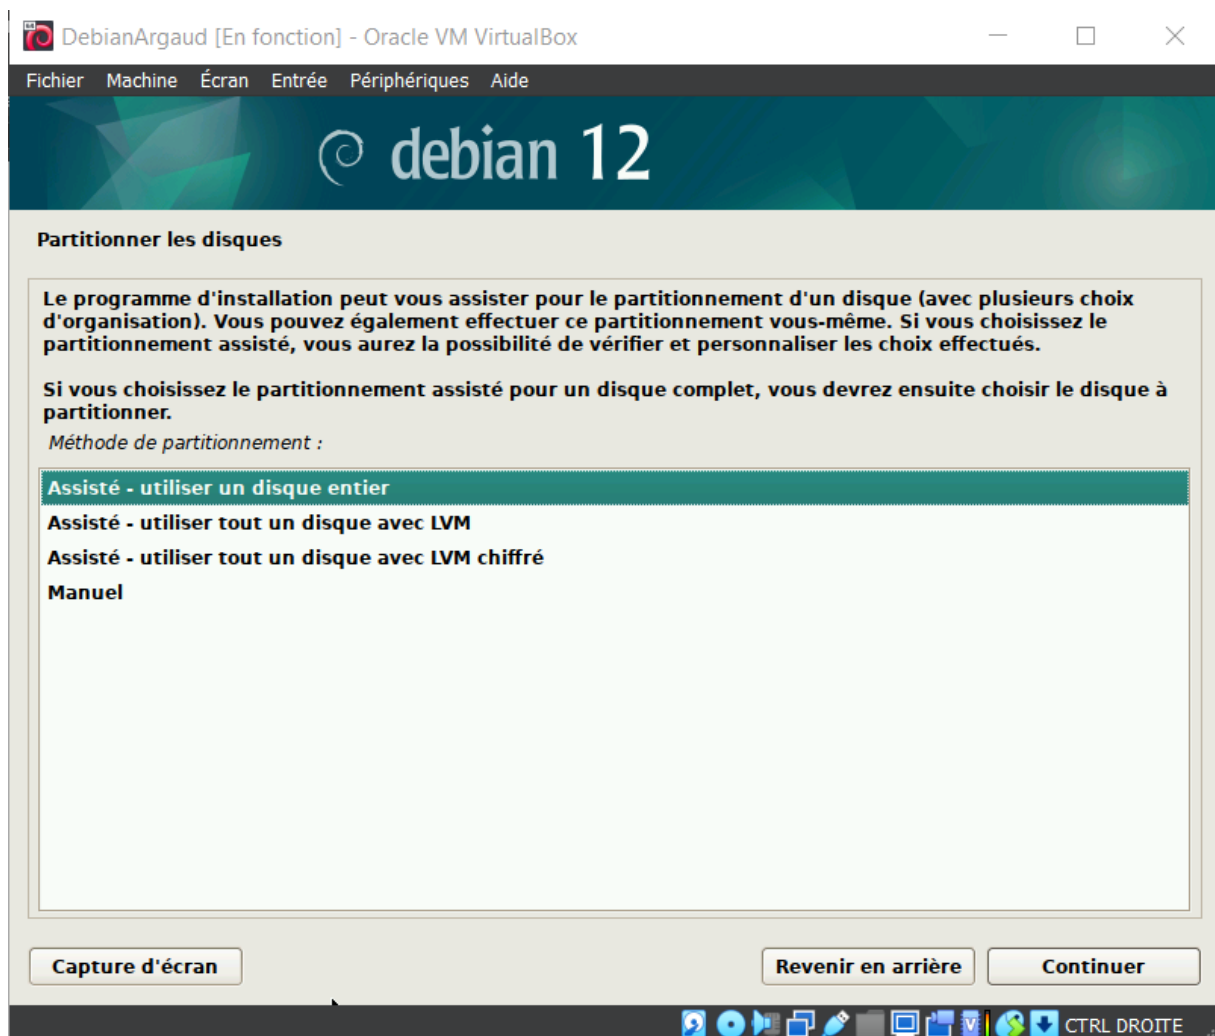 DebianArgaud [En fonction] - Oracle VM VirtualBox
Fichier Machine Écran Entrée Périphériques Aide
debian 12
Partitionner les disques
Le programme d'installation peut vous assister pour le partitionnement d'un disque (avec plusieurs choix
d'organisation). Vous pouvez également effectuer ce partitionnement vous-même. Si vous choisissez le
partitionnement assisté, vous aurez la possibilité de vérifier et personnaliser les choix effectués.
Si vous choisissez le partitionnement assisté pour un disque complet, vous devrez ensuite choisir le disque à
partitionner.
Méthode de partitionnement :
Assisté - utiliser un disque entier
Assisté - utiliser tout un disque avec LVM
Assisté - utiliser tout un disque avec LVM chiffré
Manuel
Capture d'écran Revenir en arrière Continuer
CTRL DROITE